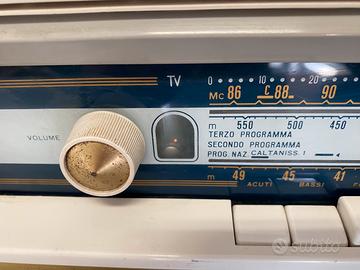 TV
0 10 20 30
Mc 86 C 88 90
m 550 500 450
VOLUME
TERZO PROGRAMMA
SECONDO PROGRAMMA
PROG. NAZ CALTANISS. 1
m 49 45 41
ACUTI BASSI
subito